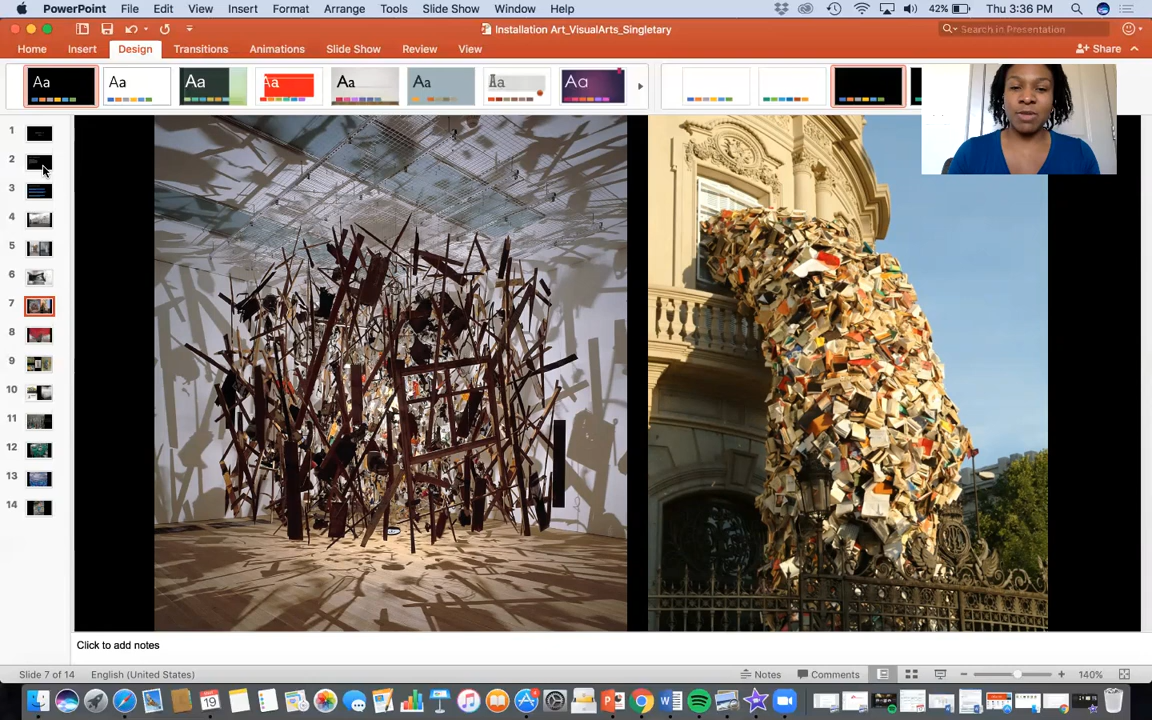 PowerPoint File Edit View Insert Format Arrange Tools Slide Show Window Help 42% Thu 3:36 PM
Installation Art_VisualArts_Singletary
Search in Presentation
Home Insert Design Transitions Animations Slide Show Review View
Share
Aa Aa Aa Aa Aa Aa Aa Aa
1
2
3
4
5
6
7
8
9
10
11
12
13
14
Click to add notes
Slide 7 of 14 English (United States) Notes Comments 140%
19